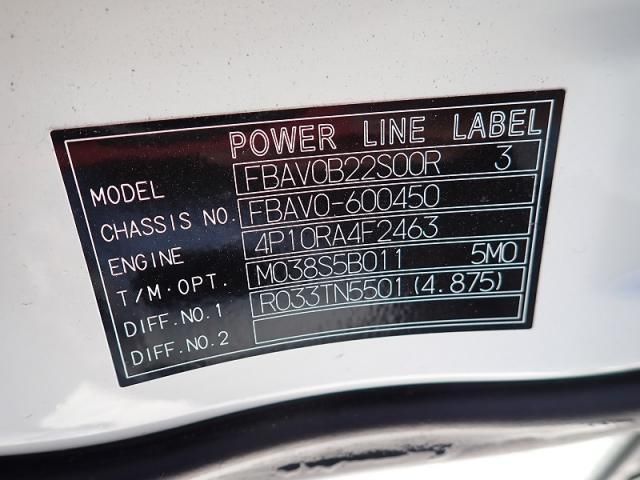 POWER LINE LABEL
MODEL FBAV0B22S00R 3
CHASSIS NO. FBAV0-600450
ENGINE 4P10RA4F2463
T/M. OPT. M038S5B011 5M0
DIFF.NO.1 R033TN5501(4.875)
DIFF.NO.2